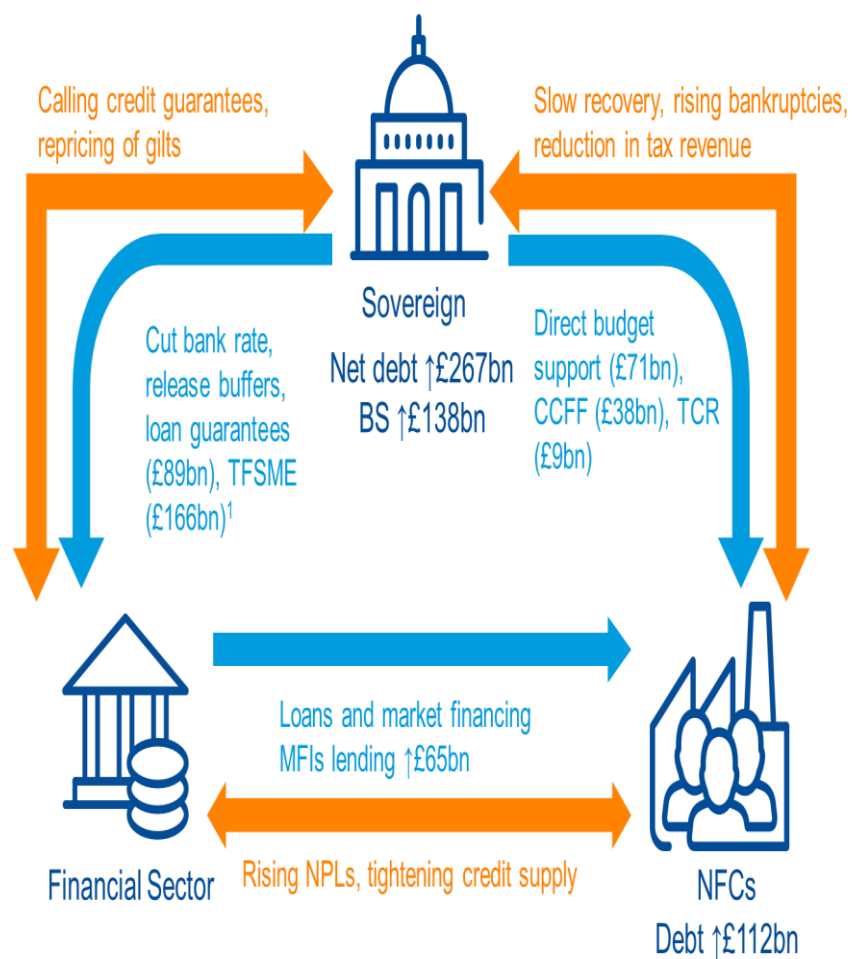 Calling credit guarantees,
repricing of gilts
Slow recovery, rising bankruptcies,
reduction in tax revenue
Sovereign
Net debt ↑£267bn
BS ↑£138bn
Cut bank rate,
release buffers,
loan guarantees
(£89bn), TFSME
(£166bn)¹
Direct budget
support (£71bn),
CCFF (£38bn), TCR
(£9bn)
Loans and market financing
MFIs lending ↑£65bn
Financial Sector
Rising NPLs, tightening credit supply
NFCs
Debt ↑£112bn